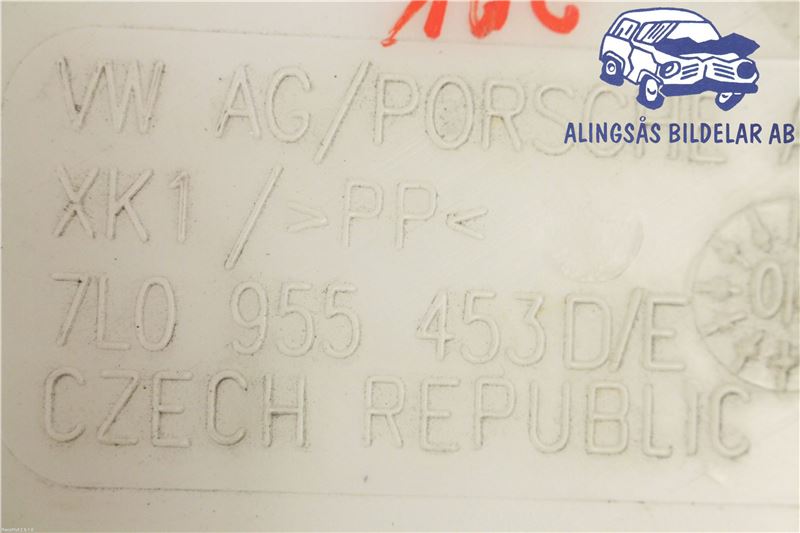 ALINGSÅS BILDELAR AB
VW AG/PORSCHE
XK1 / >PP<
7L0 955 453D/E
CZECH REPUBLIC